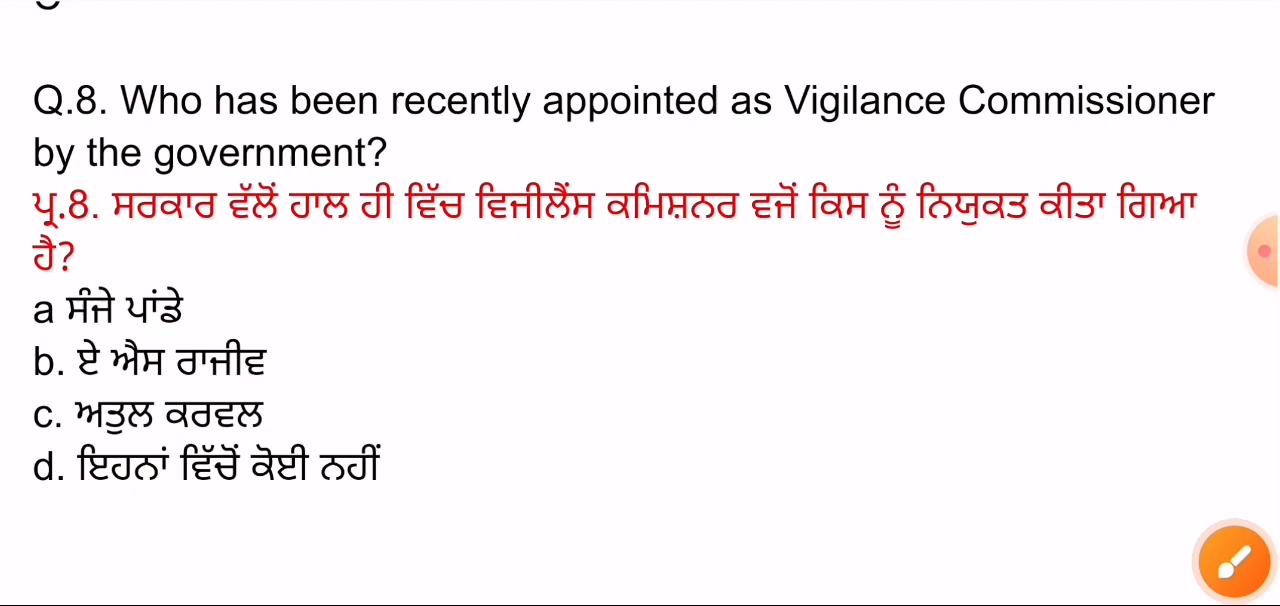 Q.8. Who has been recently appointed as Vigilance Commissioner
by the government?
ਪ੍ਰ.8. ਸਰਕਾਰ ਵੱਲੋਂ ਹਾਲ ਹੀ ਵਿੱਚ ਵਿਜੀਲੈਂਸ ਕਮਿਸ਼ਨਰ ਵਜੋਂ ਕਿਸ ਨੂੰ ਨਿਯੁਕਤ ਕੀਤਾ ਗਿਆ
ਹੈ?
a ਸੰਜੇ ਪਾਂਡੇ
b. ਏ ਐਸ ਰਾਜੀਵ
c. ਅਤੁਲ ਕਰਵਲ
d. ਇਹਨਾਂ ਵਿੱਚੋਂ ਕੋਈ ਨਹੀਂ